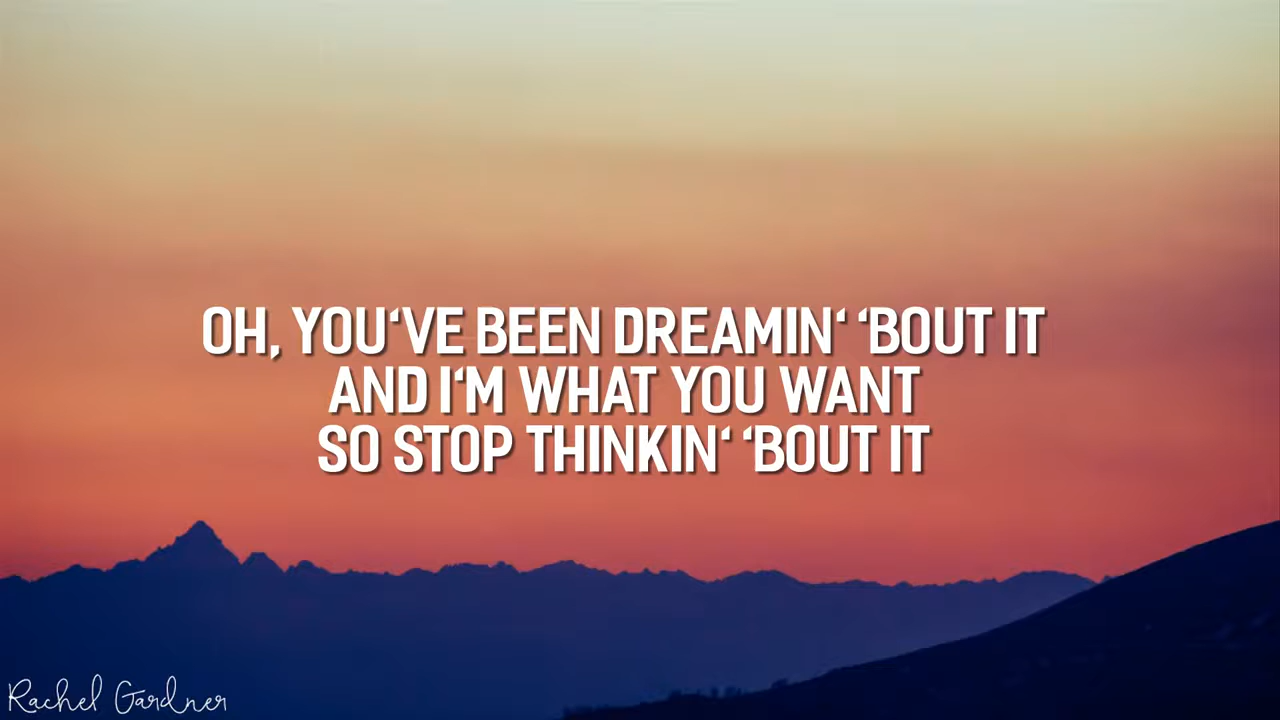 OH, YOU‘VE BEEN DREAMIN‘ ‘BOUT IT
AND I‘M WHAT YOU WANT
SO STOP THINKIN‘ ‘BOUT IT
Rachel Gardner